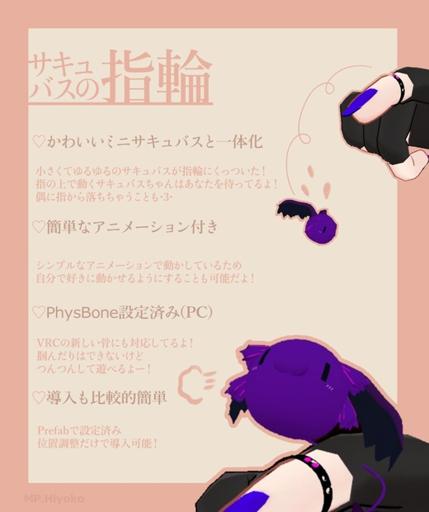 サキュ
バスの指輪
♡かわいいミニサキュバスと一体化
小さくてゆるゆるのサキュバスが指輪にくっついた！
指の上で動くサキュバスちゃんはあなたを待ってるよ！
偶に指から落ちちゃうことも·3·
♡簡単なアニメーション付き
シンプルなアニメーションで動かしているため
自分で好きに動かせるようにすることも可能だよ！
♡PhysBone設定済み(PC)
VRCの新しい骨にも対応してるよ！
掴んだりはできないけど
つんつんして遊べるよー！
♡導入も比較的簡単
Prefabで設定済み
位置調整だけで導入可能！
MP.Hiyoko